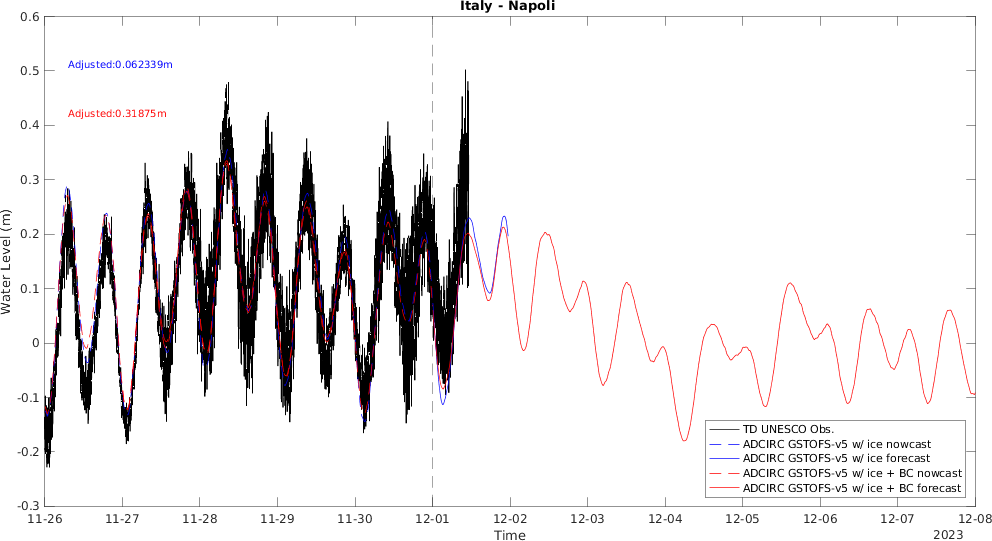 Italy - Napoli
0.6
0.5
0.4
0.3
0.2
0.1
0
-0.1
-0.2
-0.3
Water Level (m)
Adjusted:0.062339m
Adjusted:0.31875m
TD UNESCO Obs.
ADCIRC GSTOFS-v5 w/ ice nowcast
ADCIRC GSTOFS-v5 w/ ice forecast
ADCIRC GSTOFS-v5 w/ ice + BC nowcast
ADCIRC GSTOFS-v5 w/ ice + BC forecast
11-26 11-27 11-28 11-29 11-30 12-01 12-02 12-03 12-04 12-05 12-06 12-07 12-08
Time
2023